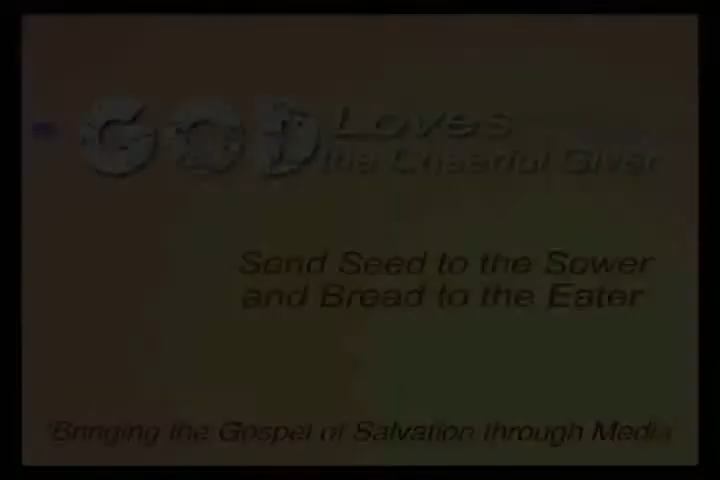 GOD Loves
the Cheerful Giver
Send Seed to the Sower
and Bread to the Eater
"Bringing the Gospel of Salvation through Media